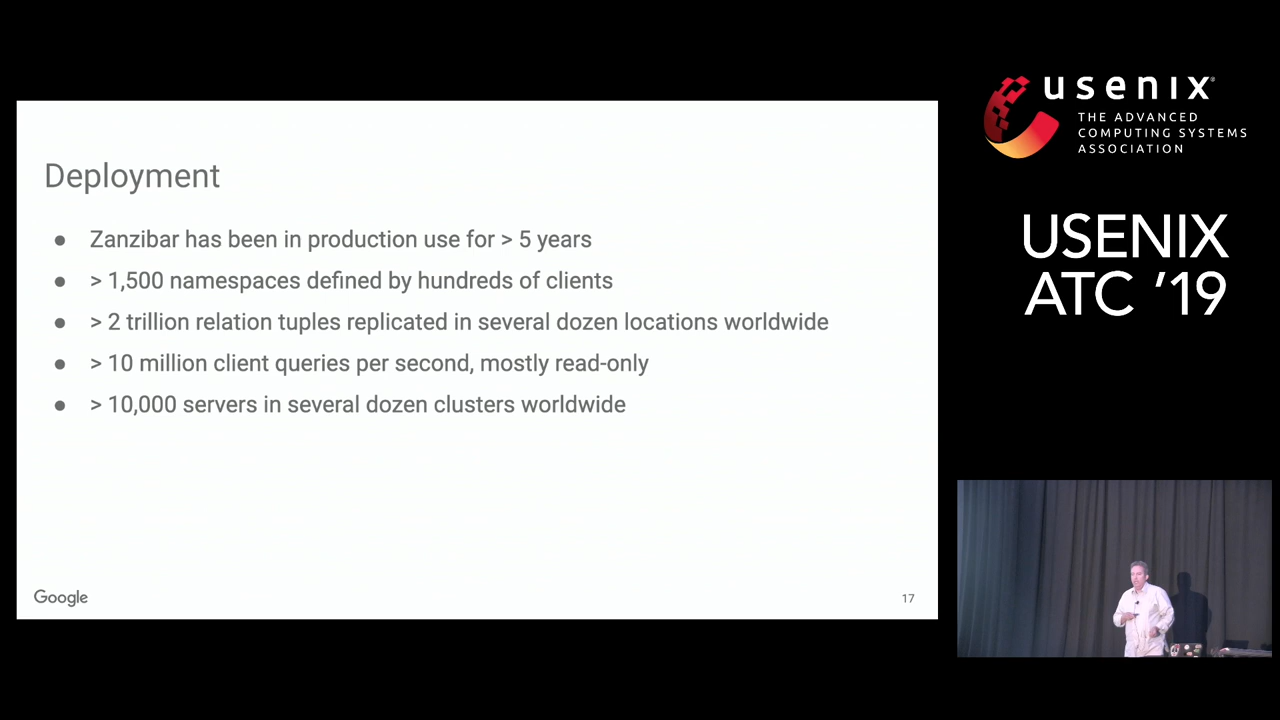 Deployment
● Zanzibar has been in production use for > 5 years
● > 1,500 namespaces defined by hundreds of clients
● > 2 trillion relation tuples replicated in several dozen locations worldwide
● > 10 million client queries per second, mostly read-only
● > 10,000 servers in several dozen clusters worldwide
Google
17
usenix®
THE ADVANCED
COMPUTING SYSTEMS
ASSOCIATION
USENIX
ATC ’19